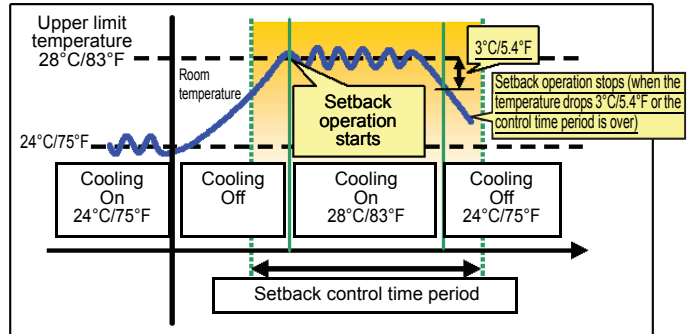 Upper limit
temperature
28°C/83°F
3°C/5.4°F
Room
temperature
Setback operation stops (when the
temperature drops 3°C/5.4°F or the
control time period is over)
Setback
operation
starts
24°C/75°F
Cooling
On
24°C/75°F
Cooling
Off
Cooling
On
28°C/83°F
Cooling
Off
24°C/75°F
Setback control time period